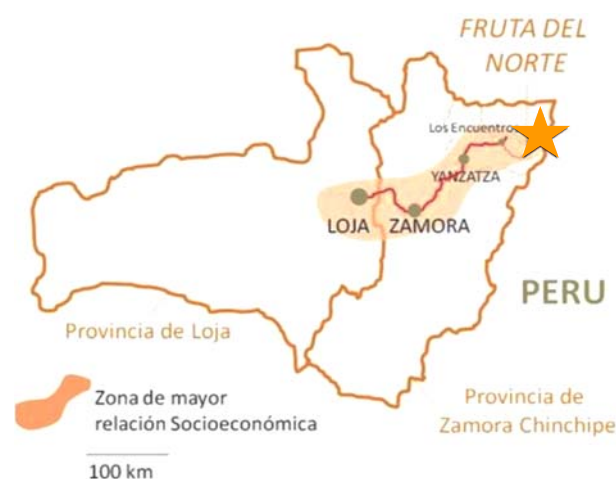 FRUTA DEL
NORTE
Los Encuentros
YANZATZA
LOJA ZAMORA
PERU
Provincia de Loja
Zona de mayor
relación Socioeconómica
Provincia de
Zamora Chinchipe
100 km